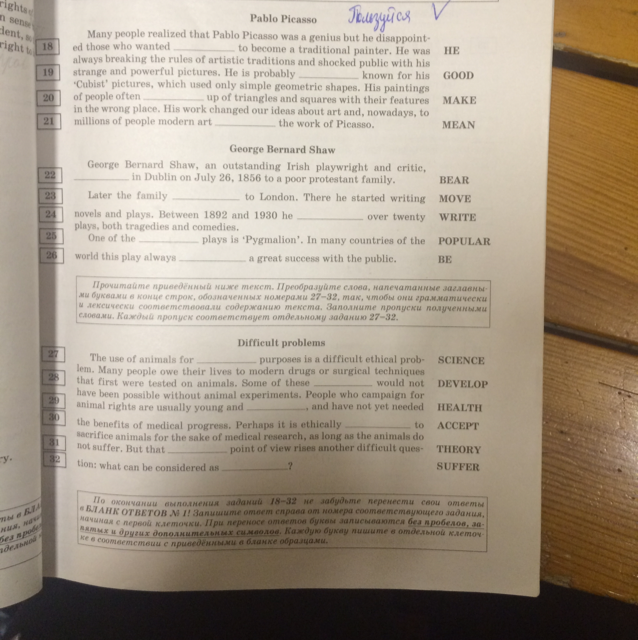 Pablo Picasso
Пользуйся
Many people realized that Pablo Picasso was a genius but he disappoint-
18 ed those who wanted ____ to become a traditional painter. He was HE
always breaking the rules of artistic traditions and shocked public with his
19 strange and powerful pictures. He is probably ____ known for his GOOD
'Cubist' pictures, which used only simple geometric shapes. His paintings
20 of people often ____ up of triangles and squares with their features MAKE
in the wrong place. His work changed our ideas about art and, nowadays, to
21 millions of people modern art ____ the work of Picasso. MEAN
George Bernard Shaw
George Bernard Shaw, an outstanding Irish playwright and critic,
22 ____ in Dublin on July 26, 1856 to a poor protestant family. BEAR
23 Later the family ____ to London. There he started writing MOVE
24 novels and plays. Between 1892 and 1930 he ____ over twenty WRITE
plays, both tragedies and comedies.
25 One of the ____ plays is 'Pygmalion'. In many countries of the POPULAR
26 world this play always ____ a great success with the public. BE
Прочитайте приведённый ниже текст. Преобразуйте слова, напечатанные заглавны-
ми буквами в конце строк, обозначенных номерами 27–32, так, чтобы они грамматически
и лексически соответствовали содержанию текста. Заполните пропуски полученными
словами. Каждый пропуск соответствует отдельному заданию 27–32.
Difficult problems
27 The use of animals for ____ purposes is a difficult ethical prob- SCIENCE
lem. Many people owe their lives to modern drugs or surgical techniques
28 that first were tested on animals. Some of these ____ would not DEVELOP
have been possible without animal experiments. People who campaign for
29 animal rights are usually young and ____, and have not yet needed HEALTH
30 the benefits of medical progress. Perhaps it is ethically ____ to ACCEPT
sacrifice animals for the sake of medical research, as long as the animals do
31 not suffer. But that ____ point of view rises another difficult ques- THEORY
32 tion: what can be considered as ____? SUFFER
По окончании выполнения заданий 18–32 не забудьте перенести свои ответы
в БЛАНК ОТВЕТОВ № 1! Запишите ответ справа от номера соответствующего задания,
начиная с первой клеточки. При переносе ответов буквы записываются без пробелов, за-
пятых и других дополнительных символов. Каждую букву пишите в отдельной клеточ-
ке в соответствии с приведёнными в бланке образцами.